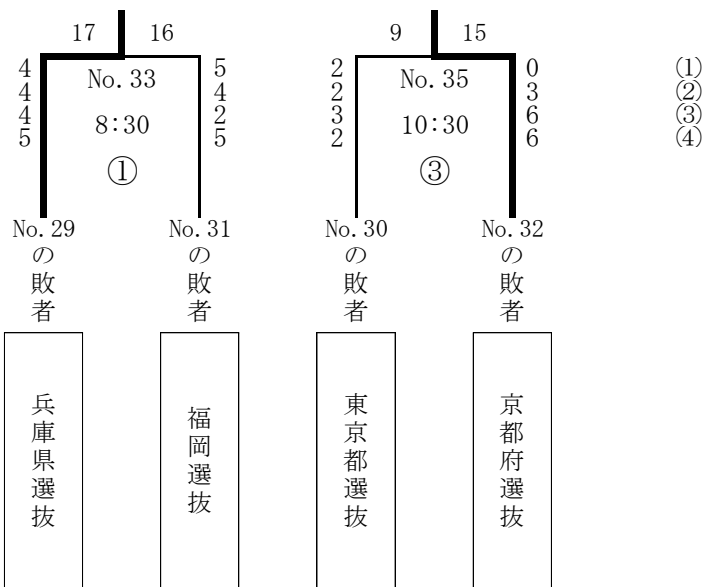 17 16 9 15
4 No.33 5 2 No.35 0 (1)
4 4 2 3 (2)
4 8:30 2 3 10:30 6 (3)
5 5 2 6 (4)
① ③
No.29 No.31 No.30 No.32
の敗者 の敗者 の敗者 の敗者
兵庫県選抜
福岡選抜
東京都選抜
京都府選抜